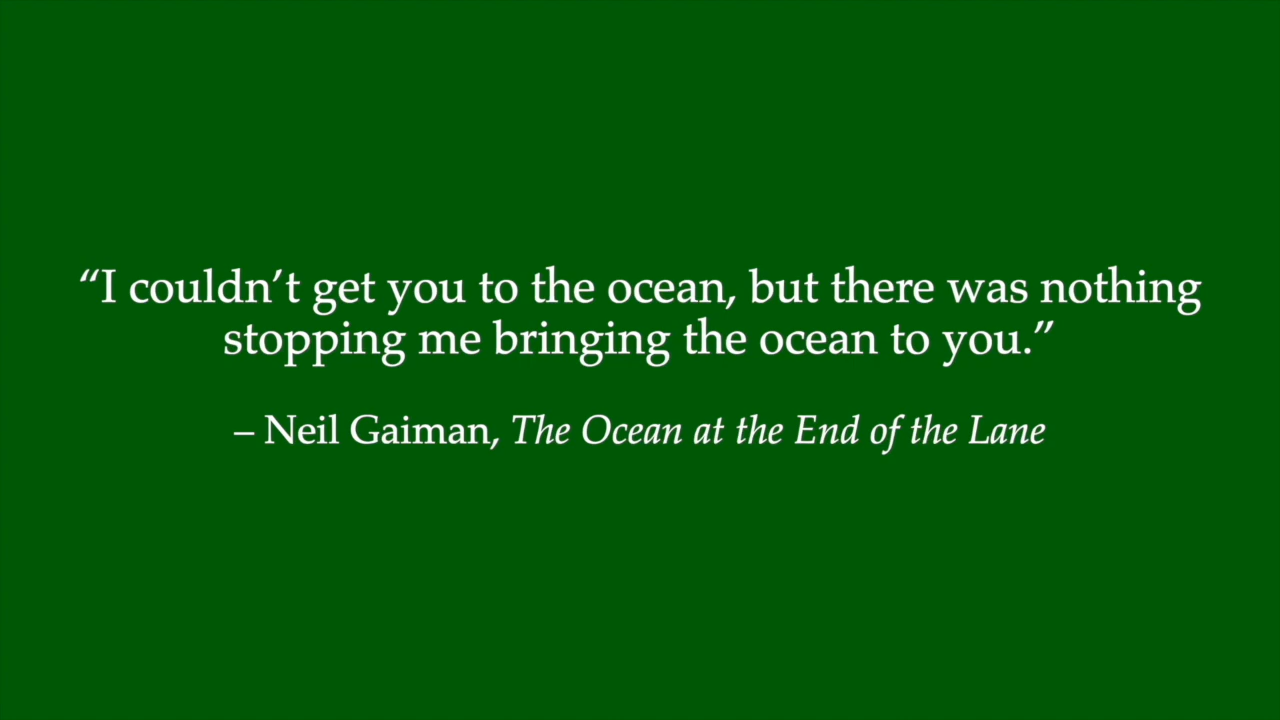 “I couldn’t get you to the ocean, but there was nothing
stopping me bringing the ocean to you.”
– Neil Gaiman, The Ocean at the End of the Lane